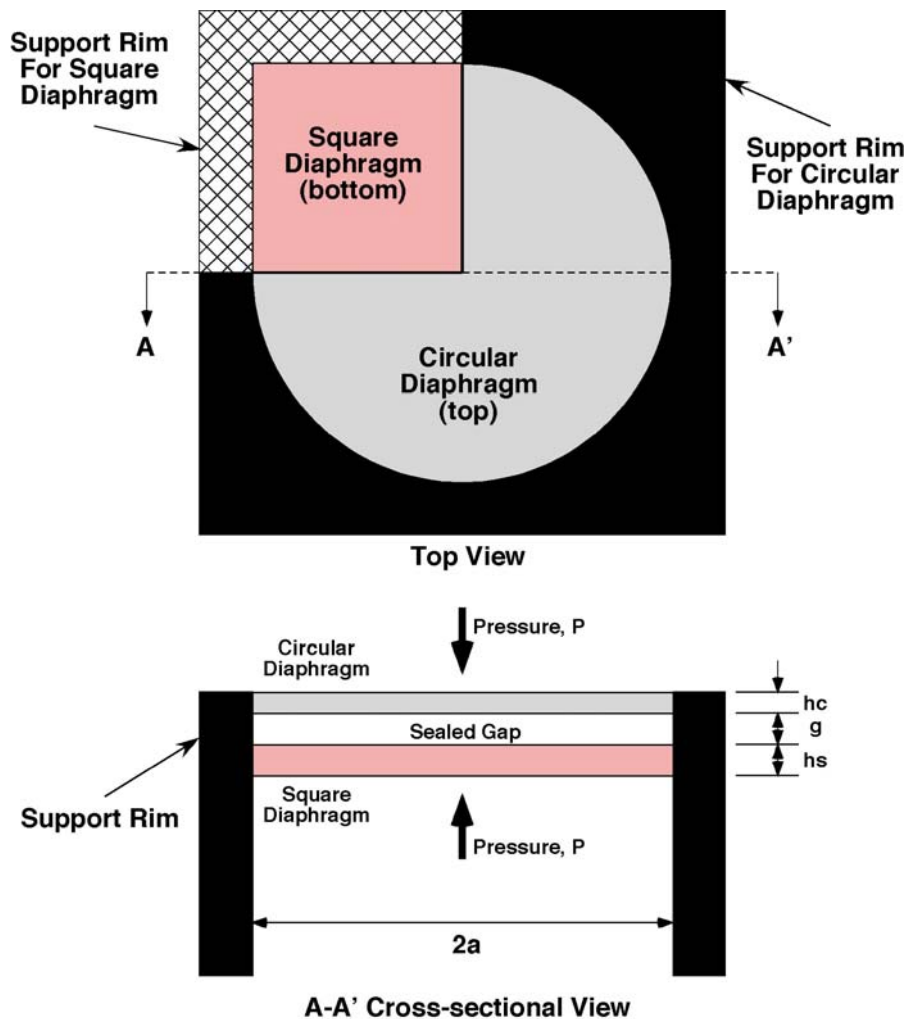 Support Rim
For Square
Diaphragm
Square
Diaphragm
(bottom)
Support Rim
For Circular
Diaphragm
A
A’
Circular
Diaphragm
(top)
Top View
Pressure, P
Circular
Diaphragm
hc
g
Sealed Gap
hs
Support Rim
Square
Diaphragm
Pressure, P
2a
A-A’ Cross-sectional View